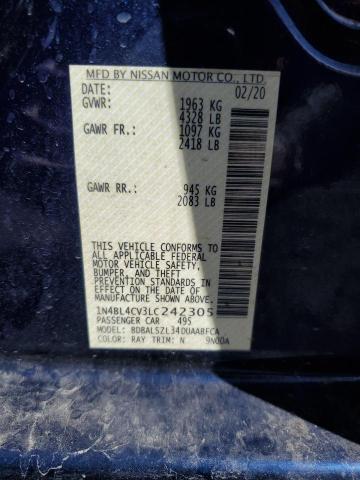 MFD BY NISSAN MOTOR CO., LTD
DATE: 02/20
GVWR: 1963 KG
4328 LB
GAWR FR.: 1097 KG
2418 LB
GAWR RR.: 945 KG
2083 LB
THIS VEHICLE CONFORMS TO
ALL APPLICABLE FEDERAL
MOTOR VEHICLE SAFETY,
BUMPER, AND THEFT
PREVENTION STANDARDS IN
EFFECT ON THE DATE OF
MANUFACTURE SHOWN ABOVE.
1N4BL4CV3LC242305
PASSENGER CAR 495
MODEL: BDBALSZL34DUAABFCA
COLOR: RAY TRIM: N 9N00A